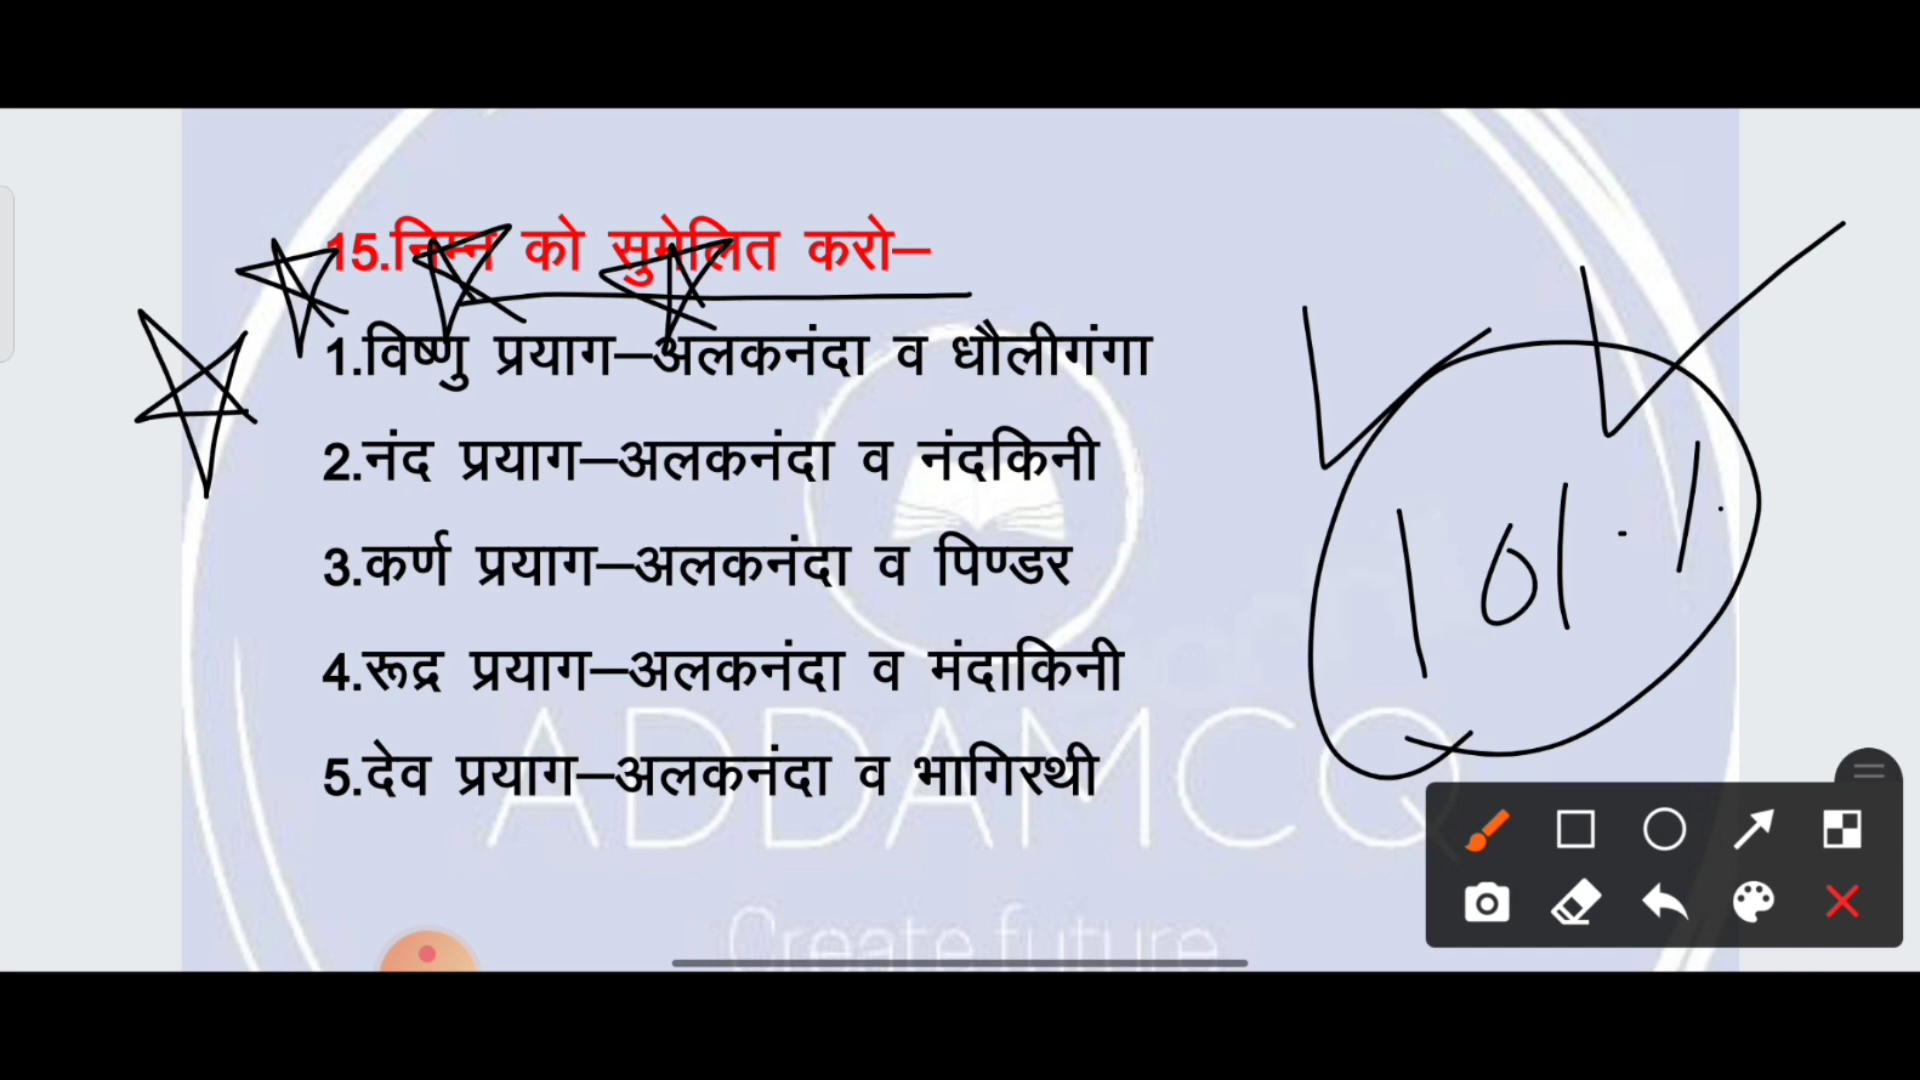 15.निम्न को सुमेलित करो—
1.विष्णु प्रयाग—अलकनंदा व धौलीगंगा
2.नंद प्रयाग—अलकनंदा व नंदकिनी
3.कर्ण प्रयाग—अलकनंदा व पिण्डर
4.रूद्र प्रयाग—अलकनंदा व मंदाकिनी
5.देव प्रयाग—अलकनंदा व भागिरथी
ADDAMCQ
Create future